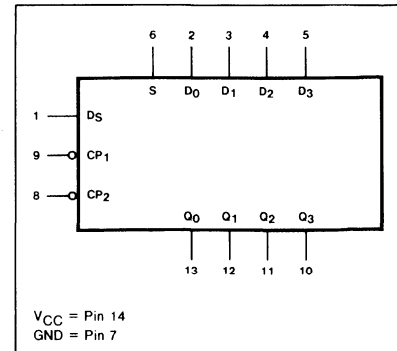 6 2 3 4 5
S D0 D1 D2 D3
1 DS
9 CP1
8 CP2
Q0 Q1 Q2 Q3
13 12 11 10
VCC = Pin 14
GND = Pin 7